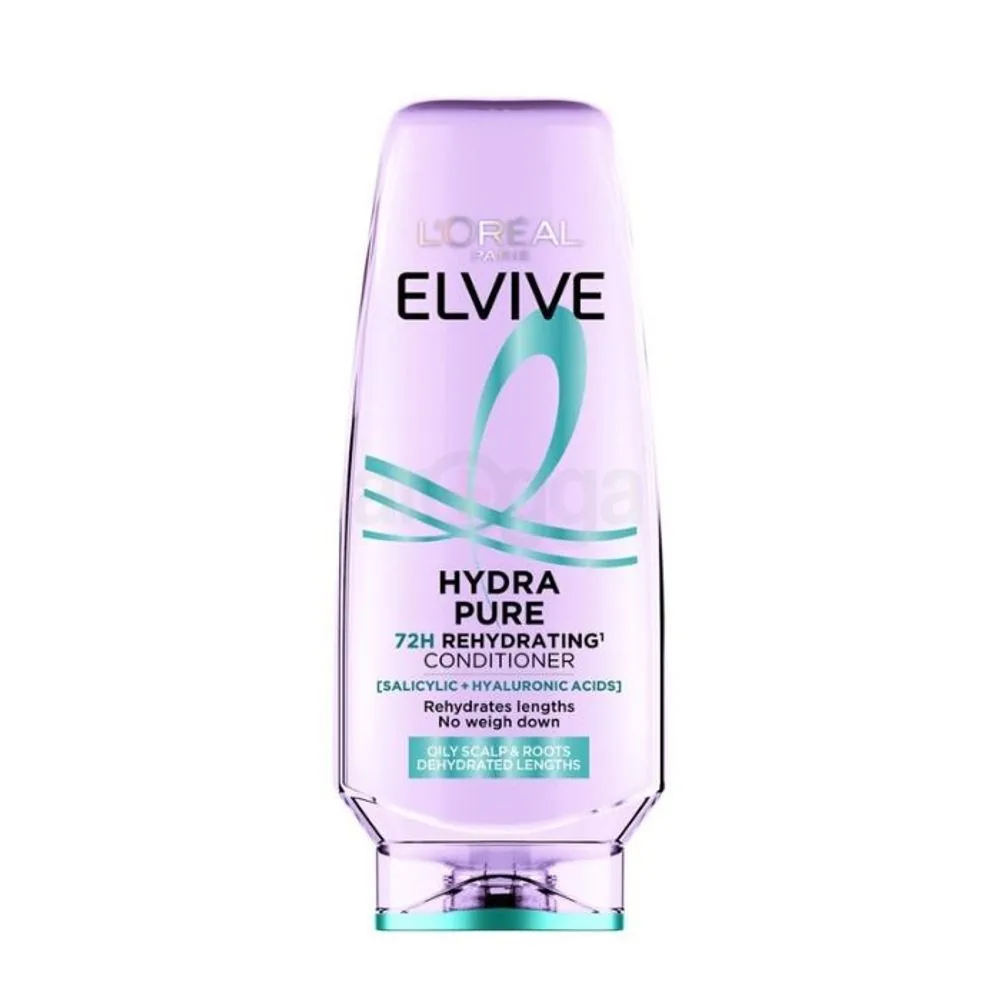 L'ORÉAL
PARIS
ELVIVE
arogga
HYDRA
PURE
72H REHYDRATING¹
CONDITIONER
[SALICYLIC + HYALURONIC ACIDS]
Rehydrates lengths
No weigh down
OILY SCALP & ROOTS
DEHYDRATED LENGTHS